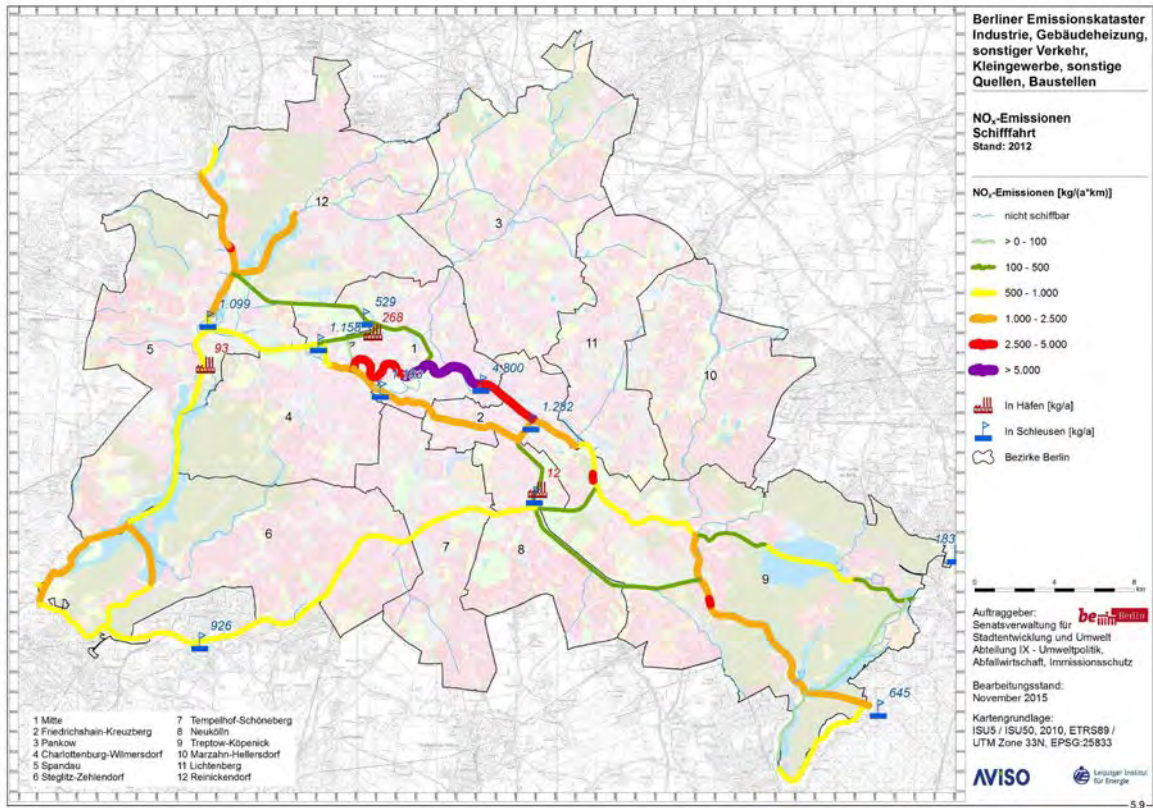 Berliner Emissionskataster
Industrie, Gebäudeheizung,
sonstiger Verkehr,
Kleingewerbe, sonstige
Quellen, Baustellen
NOx-Emissionen
Schifffahrt
Stand: 2012
NOx-Emissionen [kg/(a*km)]
nicht schiffbar
> 0 - 100
100 - 500
500 - 1.000
1.000 - 2.500
2.500 - 5.000
> 5.000
In Häfen [kg/a]
In Schleusen [kg/a]
Bezirke Berlin
12
3
1.099
529
268
1.158
1
5
93
11
10
4.800
4
2
1.282
12
6
7
8
9
183
926
645
0 4 8
km
Auftraggeber:
Senatsverwaltung für
Stadtentwicklung und Umwelt
Abteilung IX - Umweltpolitik,
Abfallwirtschaft, Immissionsschutz
be Berlin
Bearbeitungsstand:
November 2015
Kartengrundlage:
ISU5 / ISU50, 2010, ETRS89 /
UTM Zone 33N, EPSG:25833
AVISO
Leipziger Institut
für Energie
1 Mitte
2 Friedrichshain-Kreuzberg
3 Pankow
4 Charlottenburg-Wilmersdorf
5 Spandau
6 Steglitz-Zehlendorf
7 Tempelhof-Schöneberg
8 Neukölln
9 Treptow-Köpenick
10 Marzahn-Hellersdorf
11 Lichtenberg
12 Reinickendorf
5.9